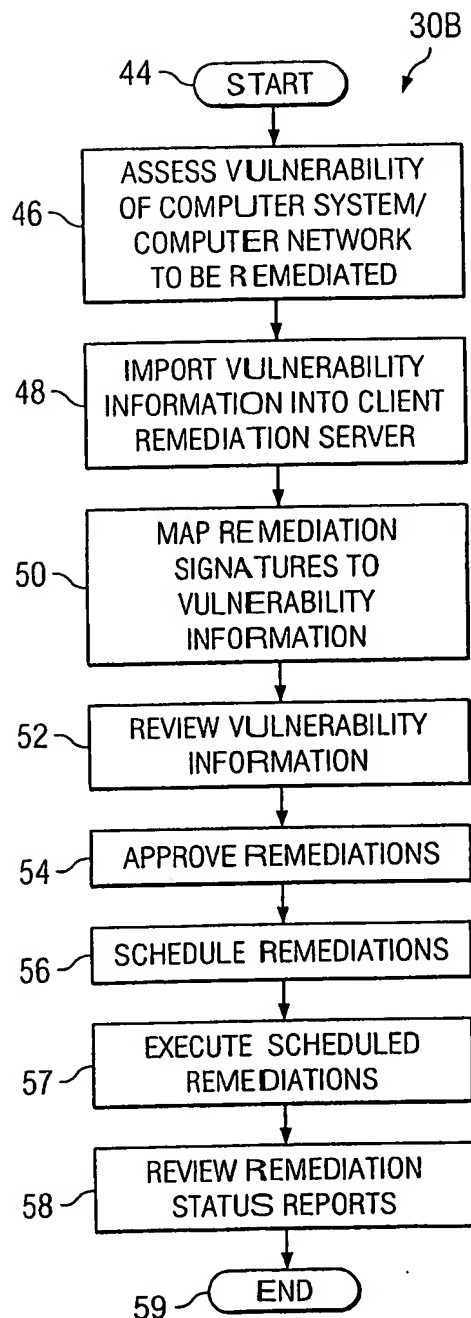 30B
44
START
46
ASSESS VULNERABILITY
OF COMPUTER SYSTEM/
COMPUTER NETWORK
TO BE REMEDIATED
48
IMPORT VULNERABILITY
INFORMATION INTO CLIENT
REMEDIATION SERVER
50
MAP REMEDIATION
SIGNATURES TO
VULNERABILITY
INFORMATION
52
REVIEW VULNERABILITY
INFORMATION
54
APPROVE REMEDIATIONS
56
SCHEDULE REMEDIATIONS
57
EXECUTE SCHEDULED
REMEDIATIONS
58
REVIEW REMEDIATION
STATUS REPORTS
59
END